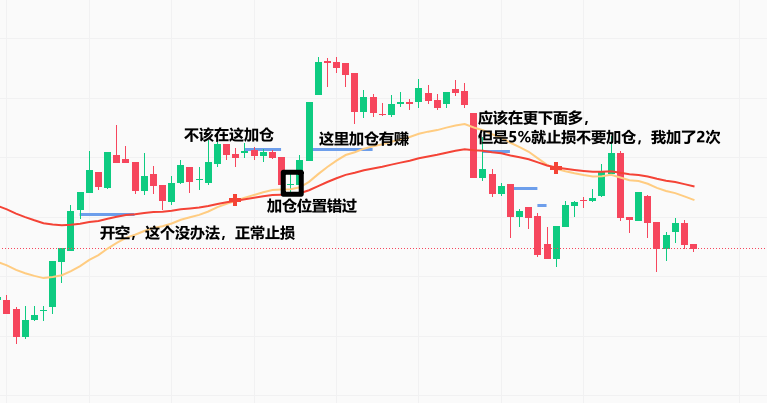 应该在更下面多，
不该在这加仓
这里加仓有赚
但是5%就止损不要加仓，我加了2次
加仓位置错过
开空，这个没办法，正常止损